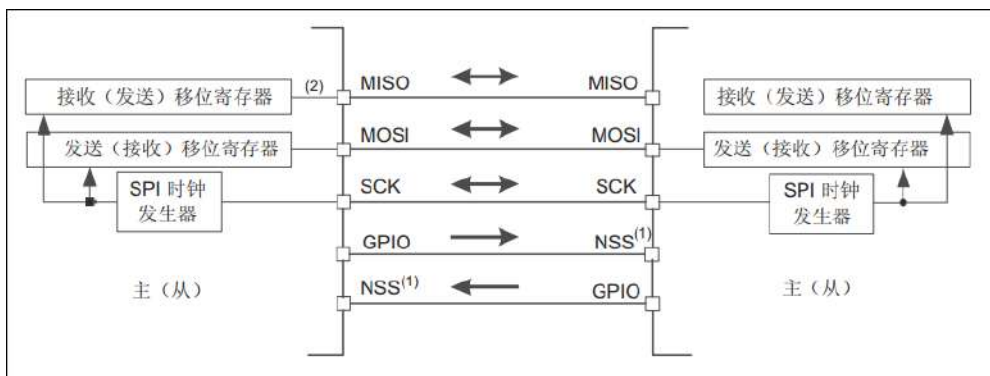 接收（发送）移位寄存器
(2)
MISO
MISO
接收（发送）移位寄存器
发送（接收）移位寄存器
MOSI
MOSI
发送（接收）移位寄存器
SPI 时钟
发生器
SCK
SCK
SPI 时钟
发生器
GPIO
NSS(1)
主（从）
NSS(1)
GPIO
主（从）